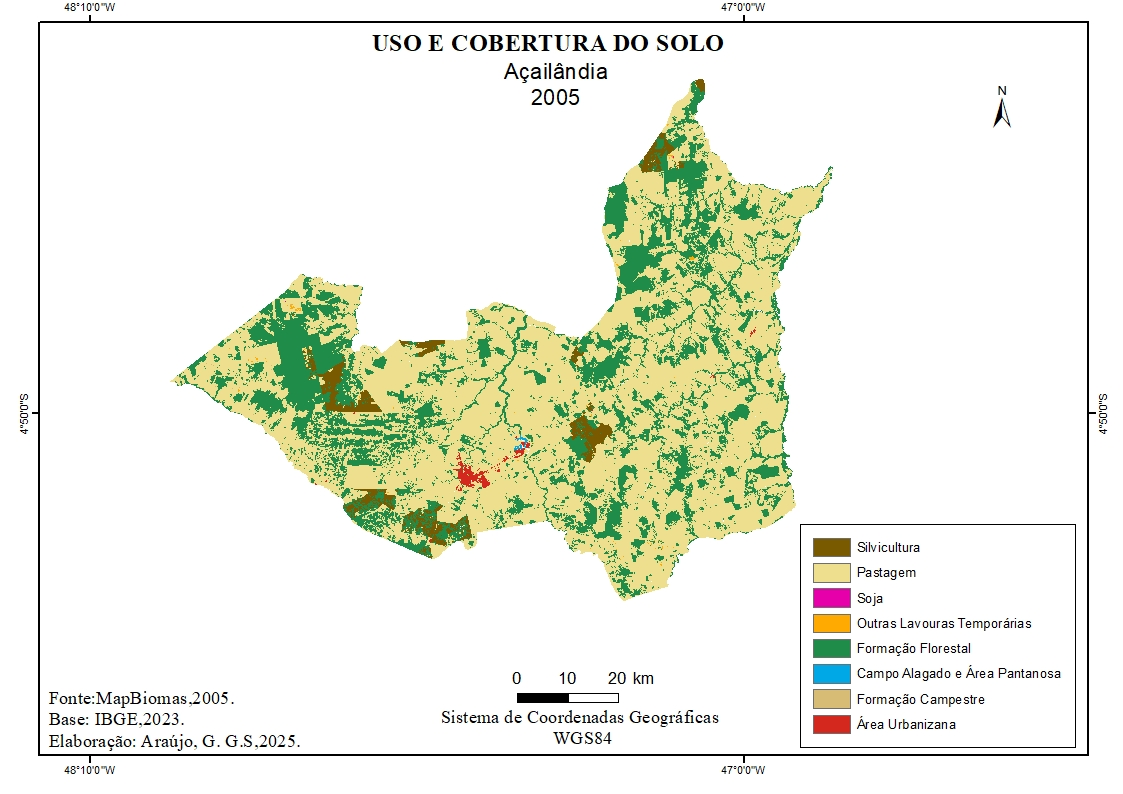 48°10'0"W
47°0'0"W
USO E COBERTURA DO SOLO
Açailândia
2005
N
4°50'0"S
4°50'0"S
Silvicultura
Pastagem
Soja
Outras Lavouras Temporárias
Formação Florestal
Campo Alagado e Área Pantanosa
Formação Campestre
Área Urbanizana
0 10 20 km
Sistema de Coordenadas Geográficas
WGS84
Fonte:MapBiomas,2005.
Base: IBGE,2023.
Elaboração: Araújo, G. G.S,2025.
48°10'0"W
47°0'0"W